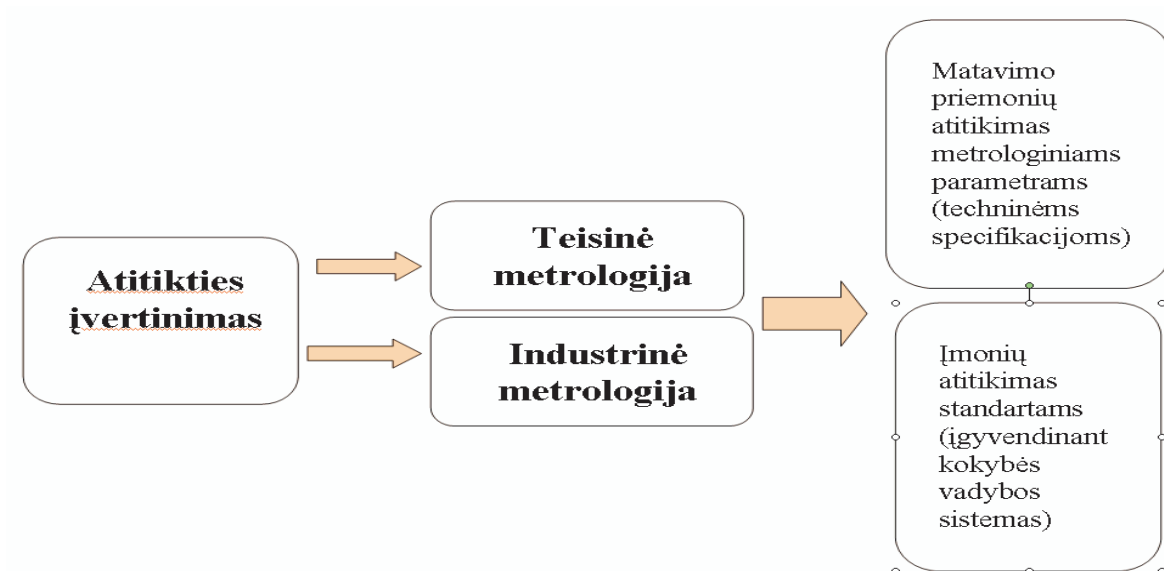 Atitikties
įvertinimas
Teisinė
metrologija
Industrinė
metrologija
Matavimo
priemonių
atitikimas
metrologiniams
parametrams
(techninėms
specifikacijoms)
Įmonių
atitikimas
standartams
(įgyvendinant
kokybės
vadybos
sistemas)